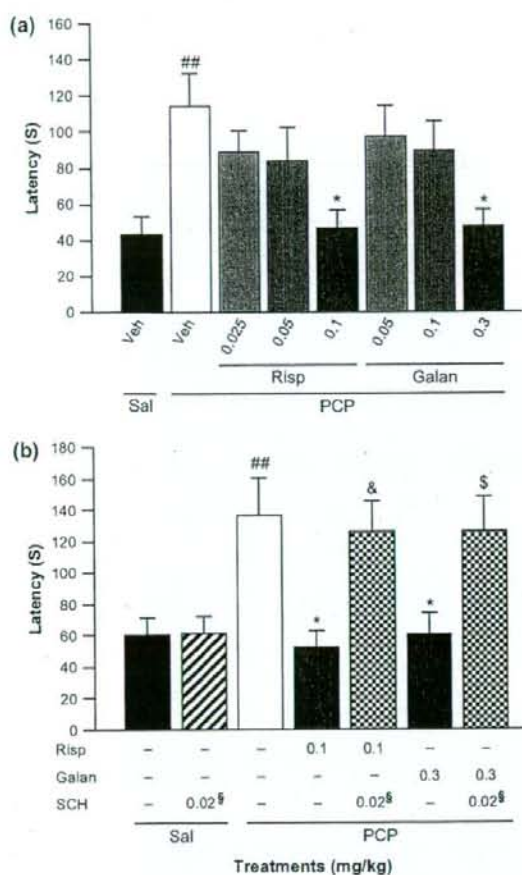 (a)
Latency (S)
160
140
120
100
80
60
40
20
0
##
*
*
Veh
Veh
0.025
0.05
0.1
0.05
0.1
0.3
Risp
Galan
Sal
PCP
(b)
Latency (S)
180
160
140
120
100
80
60
40
20
0
##
*
&
*
$
Risp – – – 0.1 0.1 – –
Galan – – – – – 0.3 0.3
SCH – 0.02§ – – 0.02§ – 0.02§
Sal
PCP
Treatments (mg/kg)